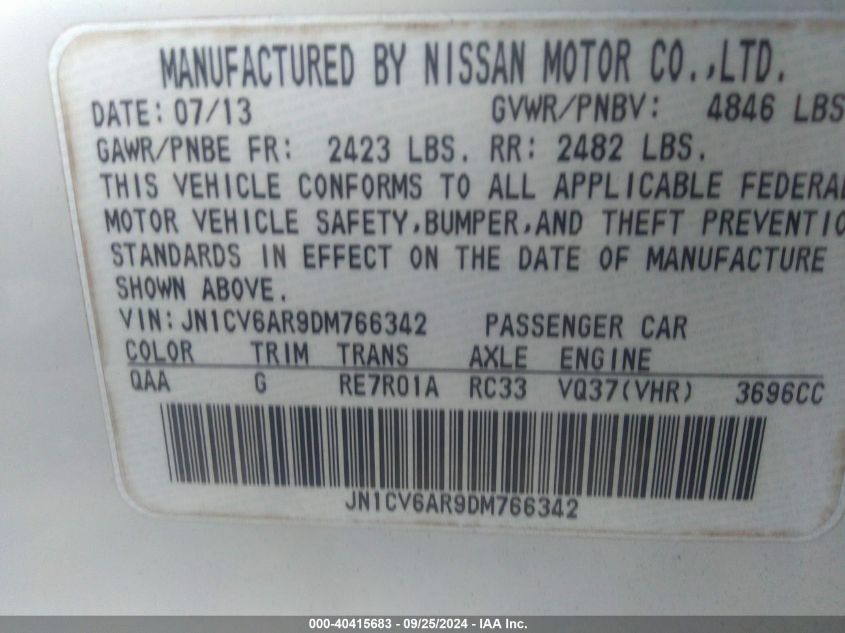 MANUFACTURED BY NISSAN MOTOR CO.,LTD.
DATE: 07/13 GVWR/PNBV: 4846 LBS
GAWR/PNBE FR: 2423 LBS. RR: 2482 LBS.
THIS VEHICLE CONFORMS TO ALL APPLICABLE FEDERAL
MOTOR VEHICLE SAFETY,BUMPER,AND THEFT PREVENTIO
STANDARDS IN EFFECT ON THE DATE OF MANUFACTURE
SHOWN ABOVE.
VIN:JN1CV6AR9DM766342 PASSENGER CAR
COLOR TRIM TRANS AXLE ENGINE
QAA G RE7R01A RC33 VQ37(VHR) 3696CC
JN1CV6AR9DM766342
000-40415683 - 09/25/2024 - IAA Inc.